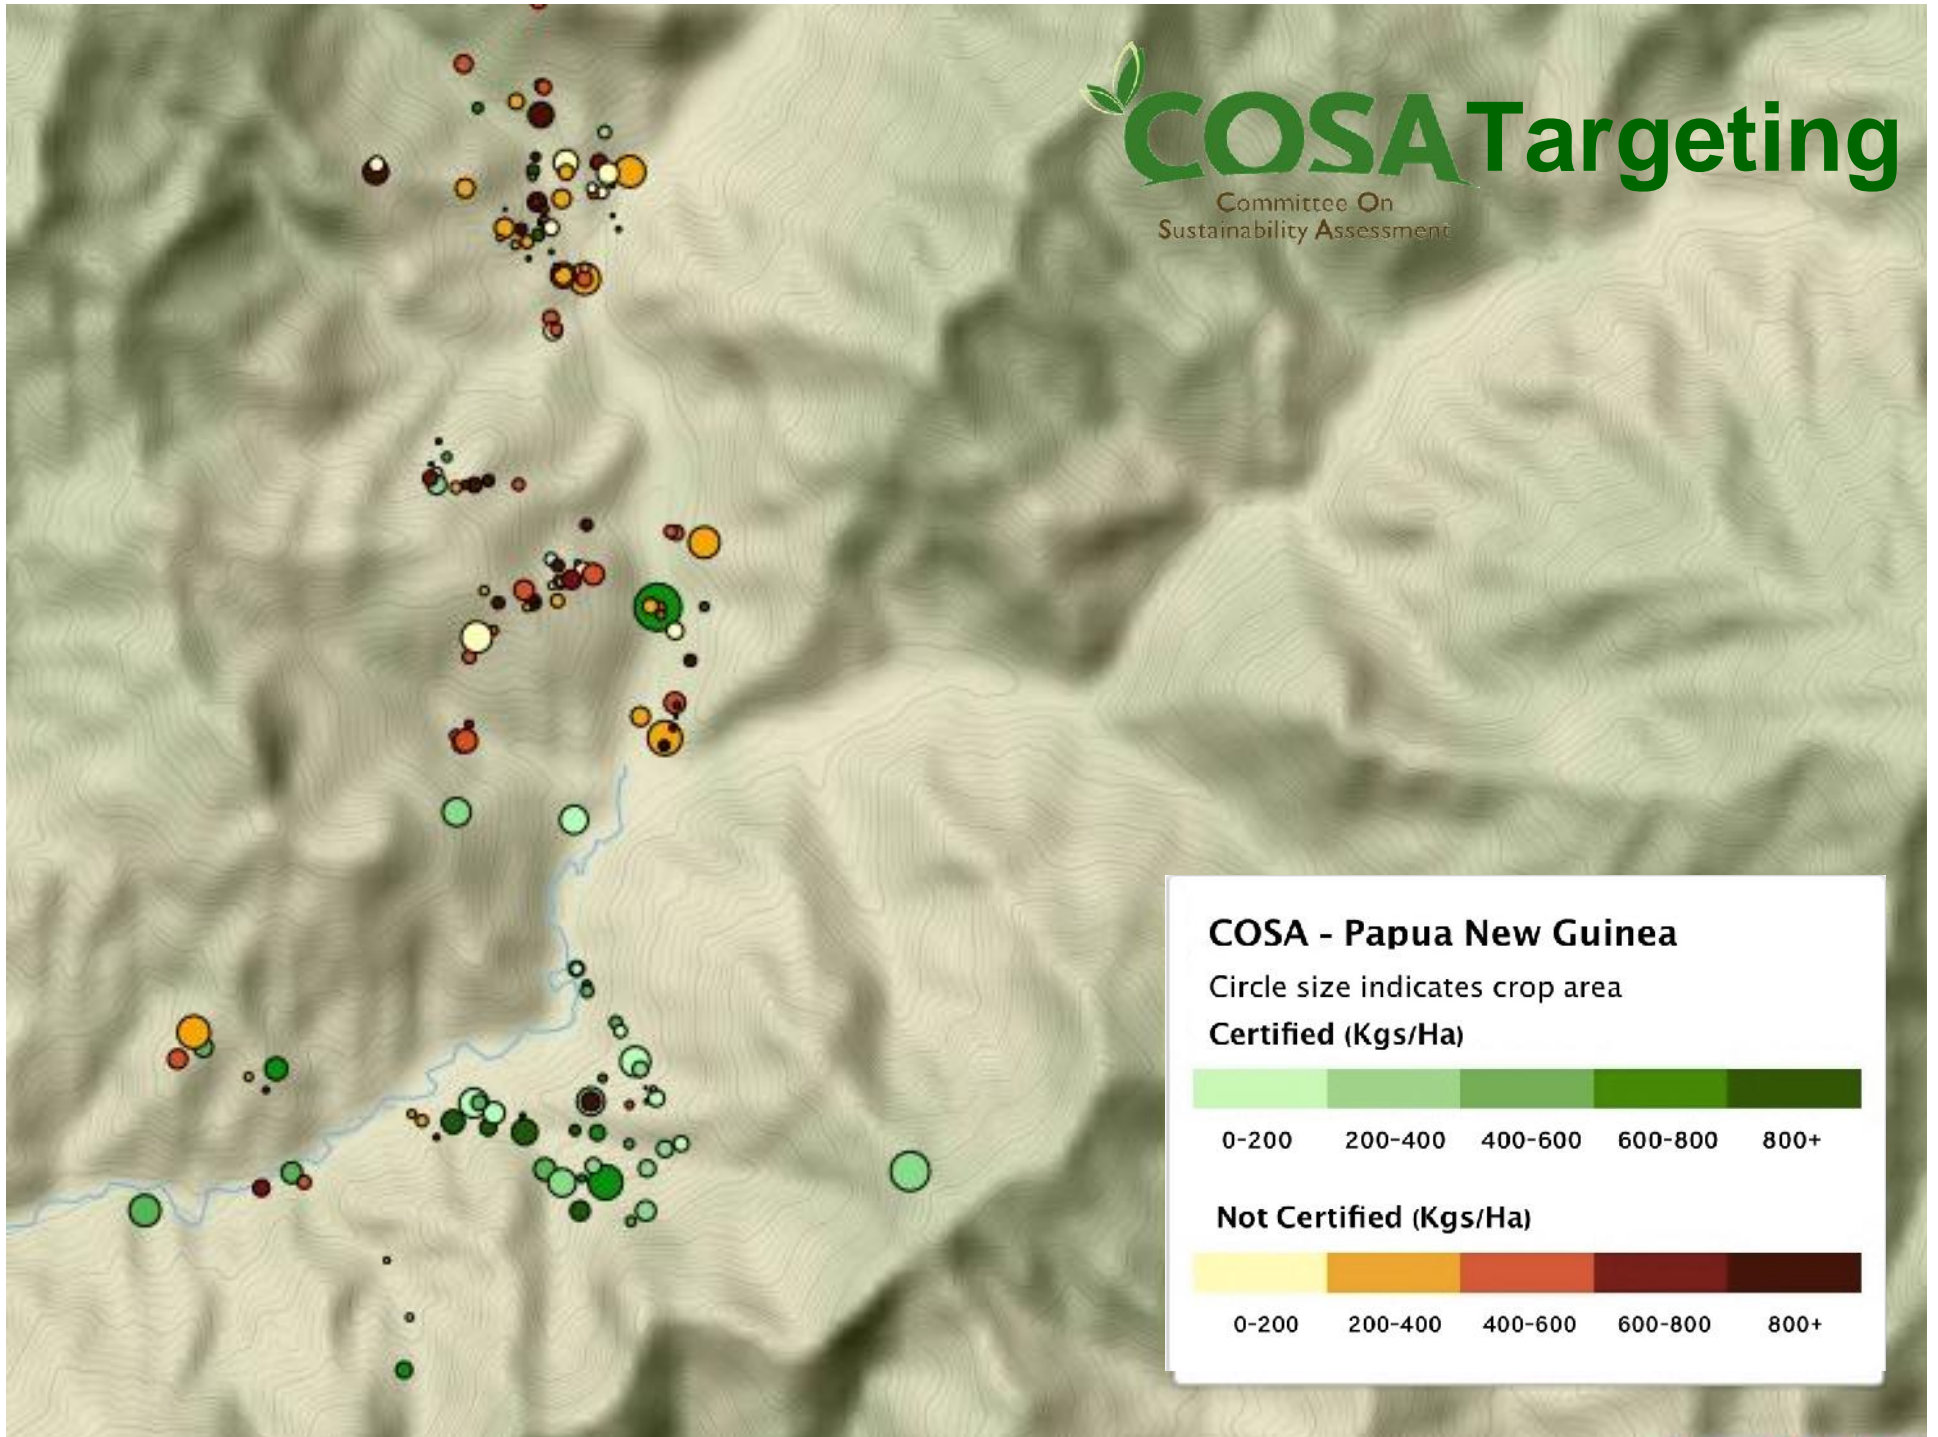 COSA Targeting
Committee On
Sustainability Assessment
COSA - Papua New Guinea
Circle size indicates crop area
Certified (Kgs/Ha)
0-200 200-400 400-600 600-800 800+
Not Certified (Kgs/Ha)
0-200 200-400 400-600 600-800 800+